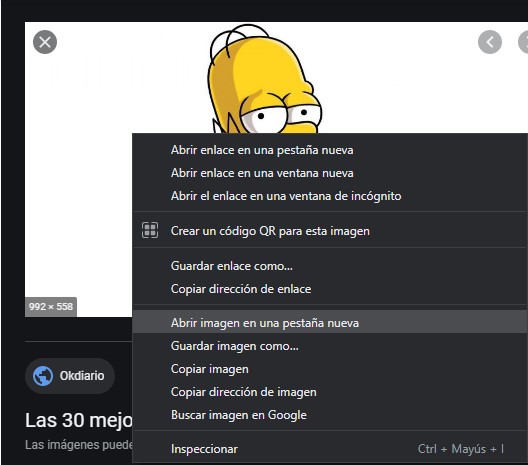 Abrir enlace en una pestaña nueva
Abrir enlace en una ventana nueva
Abrir el enlace en una ventana de incógnito
Crear un código QR para esta imagen
Guardar enlace como...
Copiar dirección de enlace
992 × 558
Abrir imagen en una pestaña nueva
Guardar imagen como...
Copiar imagen
Copiar dirección de imagen
Buscar imagen en Google
Inspeccionar Ctrl + Mayús + I
Okdiario
Las 30 mejo
Las imágenes puede